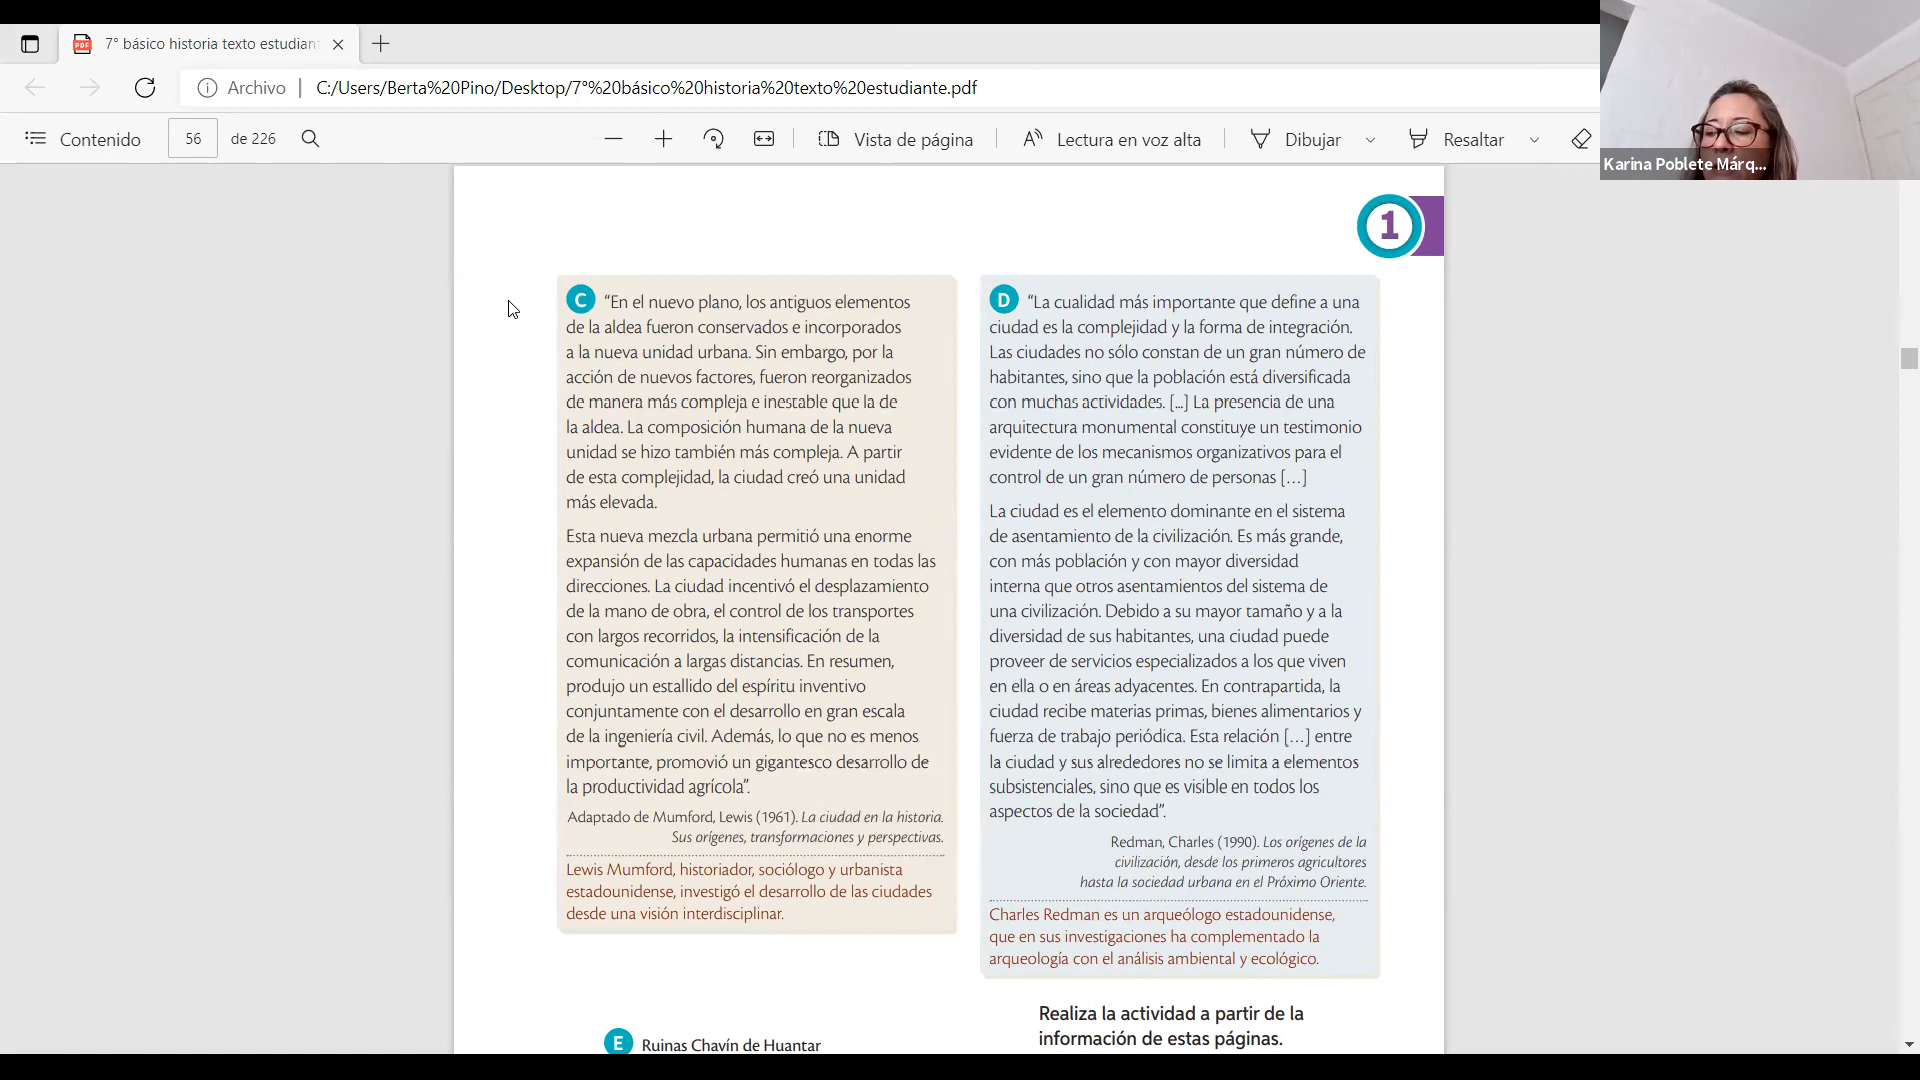 7° básico historia texto estudian
Archivo
C:/Users/Berta%20Pino/Desktop/7°%20básico%20historia%20texto%20estudiante.pdf
Contenido
56
de 226
Vista de página
Lectura en voz alta
Dibujar
Resaltar
Karina Poblete Márq...
1
C "En el nuevo plano, los antiguos elementos
de la aldea fueron conservados e incorporados
a la nueva unidad urbana. Sin embargo, por la
acción de nuevos factores, fueron reorganizados
de manera más compleja e inestable que la de
la aldea. La composición humana de la nueva
unidad se hizo también más compleja. A partir
de esta complejidad, la ciudad creó una unidad
más elevada.
Esta nueva mezcla urbana permitió una enorme
expansión de las capacidades humanas en todas las
direcciones. La ciudad incentivó el desplazamiento
de la mano de obra, el control de los transportes
con largos recorridos, la intensificación de la
comunicación a largas distancias. En resumen,
produjo un estallido del espíritu inventivo
conjuntamente con el desarrollo en gran escala
de la ingeniería civil. Además, lo que no es menos
importante, promovió un gigantesco desarrollo de
la productividad agrícola".
Adaptado de Mumford, Lewis (1961). La ciudad en la historia.
Sus orígenes, transformaciones y perspectivas.
Lewis Mumford, historiador, sociólogo y urbanista
estadounidense, investigó el desarrollo de las ciudades
desde una visión interdisciplinar.
D "La cualidad más importante que define a una
ciudad es la complejidad y la forma de integración.
Las ciudades no sólo constan de un gran número de
habitantes, sino que la población está diversificada
con muchas actividades. [...] La presencia de una
arquitectura monumental constituye un testimonio
evidente de los mecanismos organizativos para el
control de un gran número de personas [...]
La ciudad es el elemento dominante en el sistema
de asentamiento de la civilización. Es más grande,
con más población y con mayor diversidad
interna que otros asentamientos del sistema de
una civilización. Debido a su mayor tamaño y a la
diversidad de sus habitantes, una ciudad puede
proveer de servicios especializados a los que viven
en ella o en áreas adyacentes. En contrapartida, la
ciudad recibe materias primas, bienes alimentarios y
fuerza de trabajo periódica. Esta relación [...] entre
la ciudad y sus alrededores no se limita a elementos
subsistenciales, sino que es visible en todos los
aspectos de la sociedad".
Redman, Charles (1990). Los orígenes de la
civilización, desde los primeros agricultores
hasta la sociedad urbana en el Próximo Oriente.
Charles Redman es un arqueólogo estadounidense,
que en sus investigaciones ha complementado la
arqueología con el análisis ambiental y ecológico.
E Ruinas Chavín de Huantar
Realiza la actividad a partir de la
información de estas páginas.